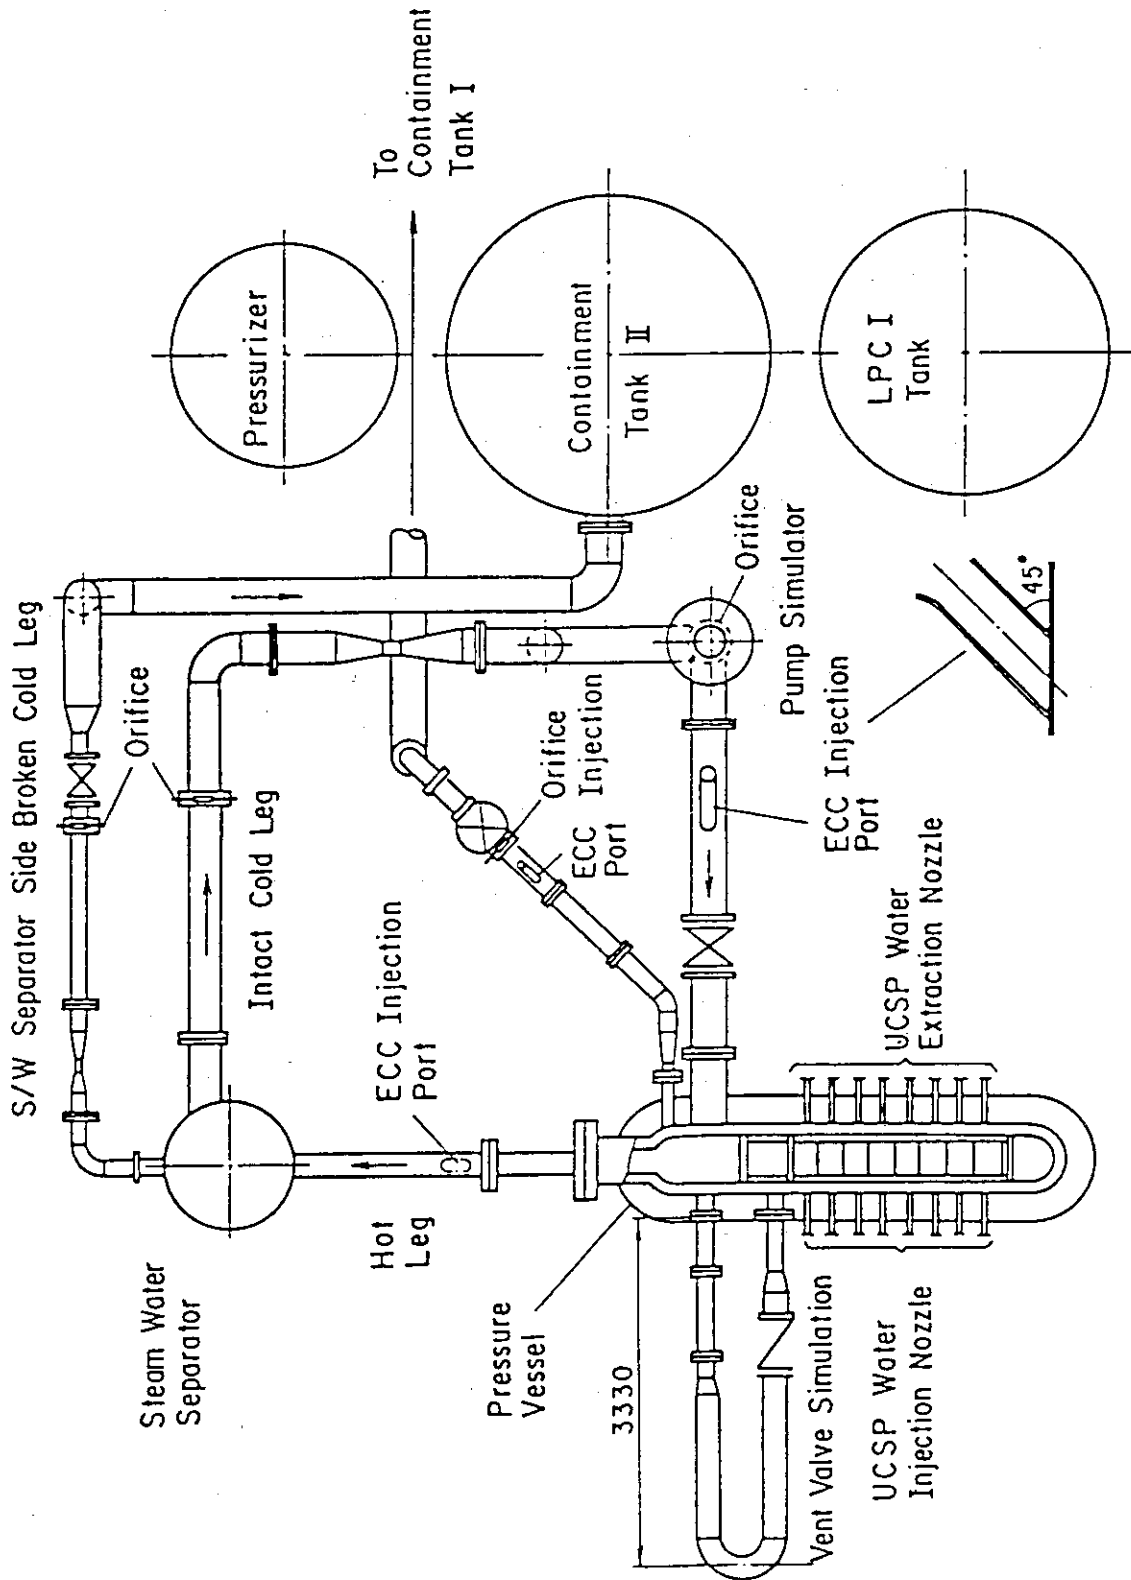 S/W Separator Side Broken Cold Leg
Orifice
Intact Cold Leg
Steam Water
Separator
Hot
Leg
ECC Injection
Port
Pressure
Vessel
3330
Vent Valve Simulation
UCSP Water
Injection Nozzle
UCSP Water
Extraction Nozzle
Orifice
ECC Injection
Port
ECC Injection
Port
Pump Simulator
Orifice
45°
Pressurizer
To
Containment
Tank I
Containment
Tank II
LPCI
Tank